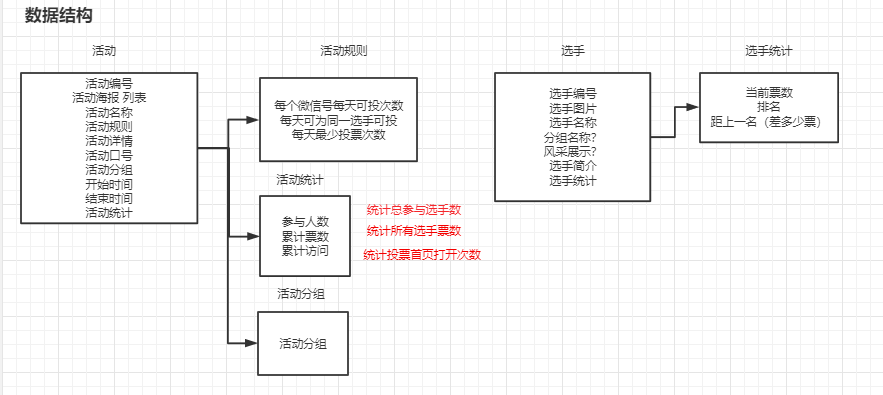 数据结构
活动
活动编号
活动海报 列表
活动名称
活动规则
活动详情
活动口号
活动分组
开始时间
结束时间
活动统计
活动规则
每个微信号每天可投次数
每天可为同一选手可投
每天最少投票次数
活动统计
参与人数
累计票数
累计访问
统计总参与选手数
统计所有选手票数
统计投票首页打开次数
活动分组
活动分组
选手
选手编号
选手图片
选手名称
分组名称?
风采展示?
选手简介
选手统计
选手统计
当前票数
排名
距上一名（差多少票）